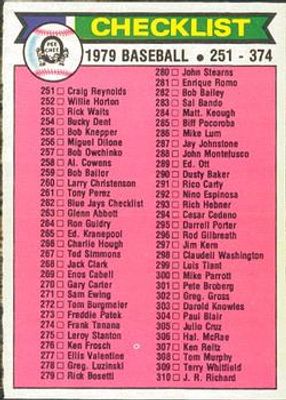 CHECKLIST
O-PEE-CHEE
1979 BASEBALL • 251 - 374
251 □ Craig Reynolds
252 □ Willie Horton
253 □ Rick Waits
254 □ Bucky Dent
255 □ Bob Knepper
256 □ Miguel Dilone
257 □ Bob Owchinko
258 □ Al. Cowens
259 □ Bob Bailor
260 □ Larry Christenson
261 □ Tony Perez
262 □ Blue Jays Checklist
263 □ Glenn Abbott
264 □ Ron Guidry
265 □ Ed. Kranepool
266 □ Charlie Hough
267 □ Ted Simmons
268 □ Jack Clark
269 □ Enos Cabell
270 □ Gary Carter
271 □ Sam Ewing
272 □ Tom Burgmeier
273 □ Freddie Patek
274 □ Frank Tanana
275 □ Leroy Stanton
276 □ Ken Forsch
277 □ Ellis Valentine
278 □ Greg. Luzinski
279 □ Rick Bosetti
280 □ John Stearns
281 □ Enrique Romo
282 □ Bob Bailey
283 □ Sal Bando
284 □ Matt. Keough
285 □ Biff Pocoroba
286 □ Mike Lum
287 □ Jay Johnstone
288 □ John Montefusco
289 □ Ed. Ott
290 □ Dusty Baker
291 □ Rico Carty
292 □ Nino Espinosa
293 □ Rich Hebner
294 □ Cesar Cedeno
295 □ Darrell Porter
296 □ Rod Gilbreath
297 □ Jim Kern
298 □ Claudell Washington
299 □ Luis Tiant
300 □ Mike Parrott
301 □ Pete Broberg
302 □ Greg. Gross
303 □ Darold Knowles
304 □ Paul Blair
305 □ Julio Cruz
306 □ Hal. McRae
307 □ Ken Reitz
308 □ Tom Murphy
309 □ Terry Whitfield
310 □ J. R. Richard